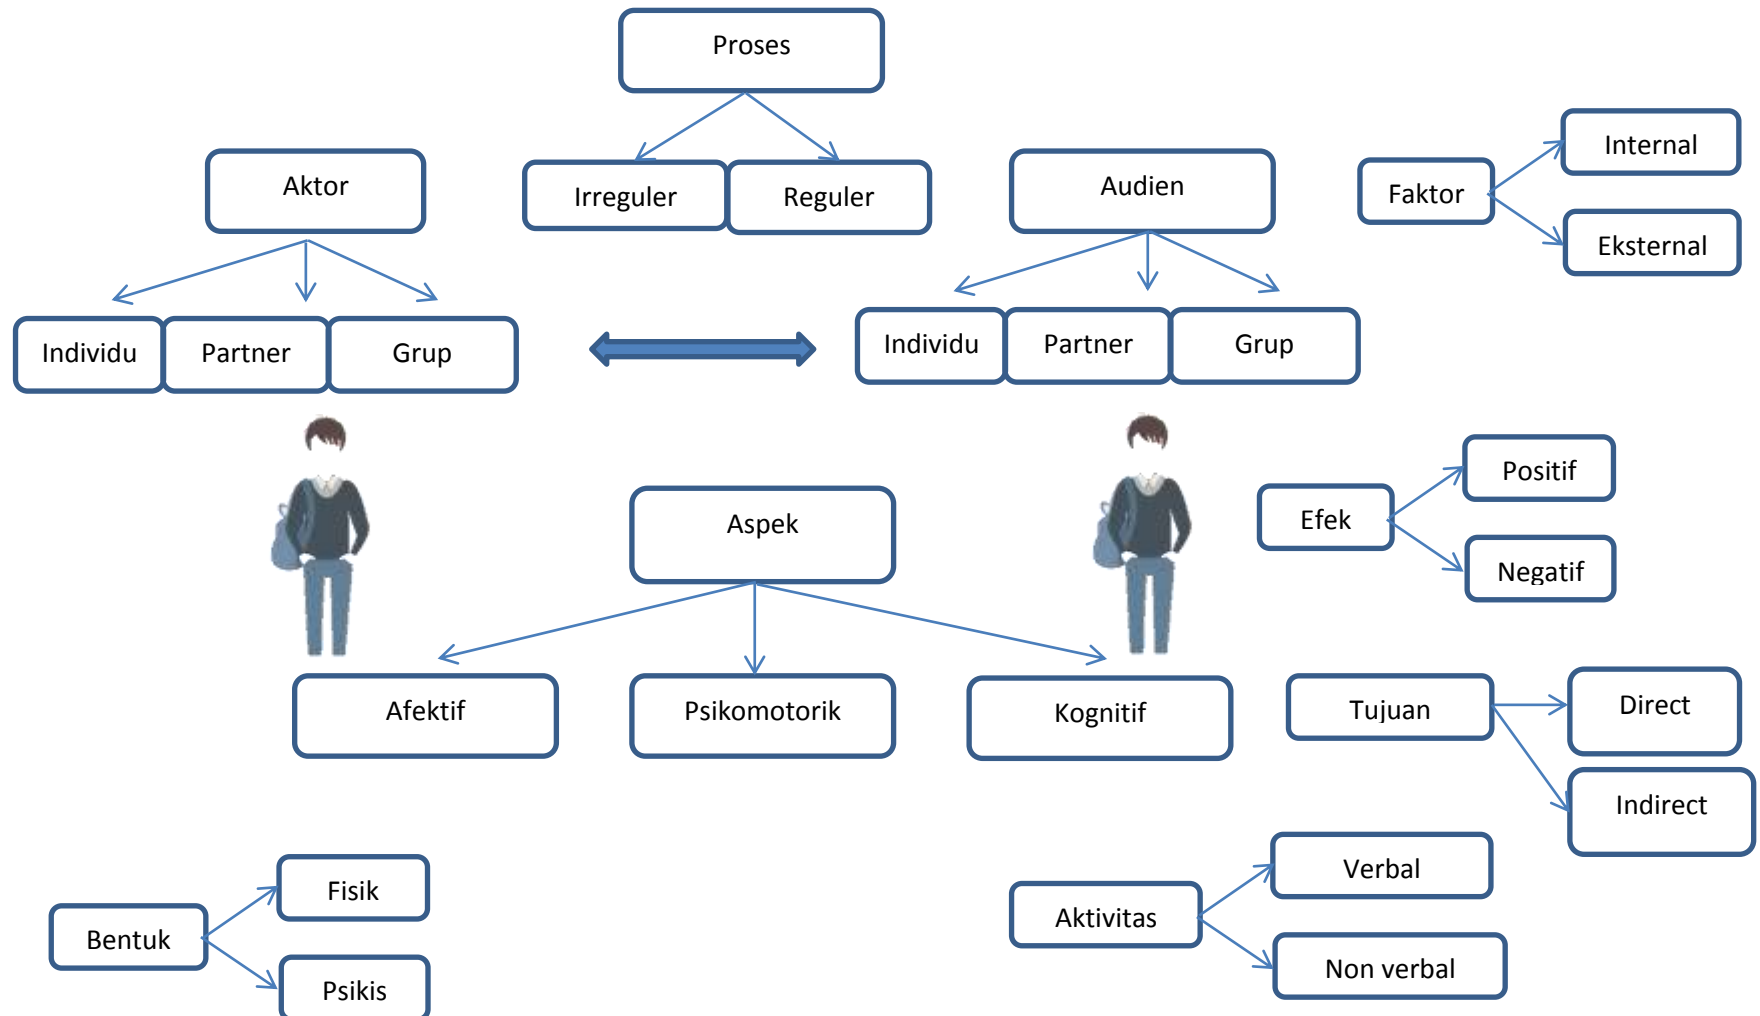 Proses
Irreguler
Reguler
Aktor
Individu
Partner
Grup
Audien
Individu
Partner
Grup
Faktor
Internal
Eksternal
Aspek
Afektif
Psikomotorik
Kognitif
Efek
Positif
Negatif
Tujuan
Direct
Indirect
Bentuk
Fisik
Psikis
Aktivitas
Verbal
Non verbal